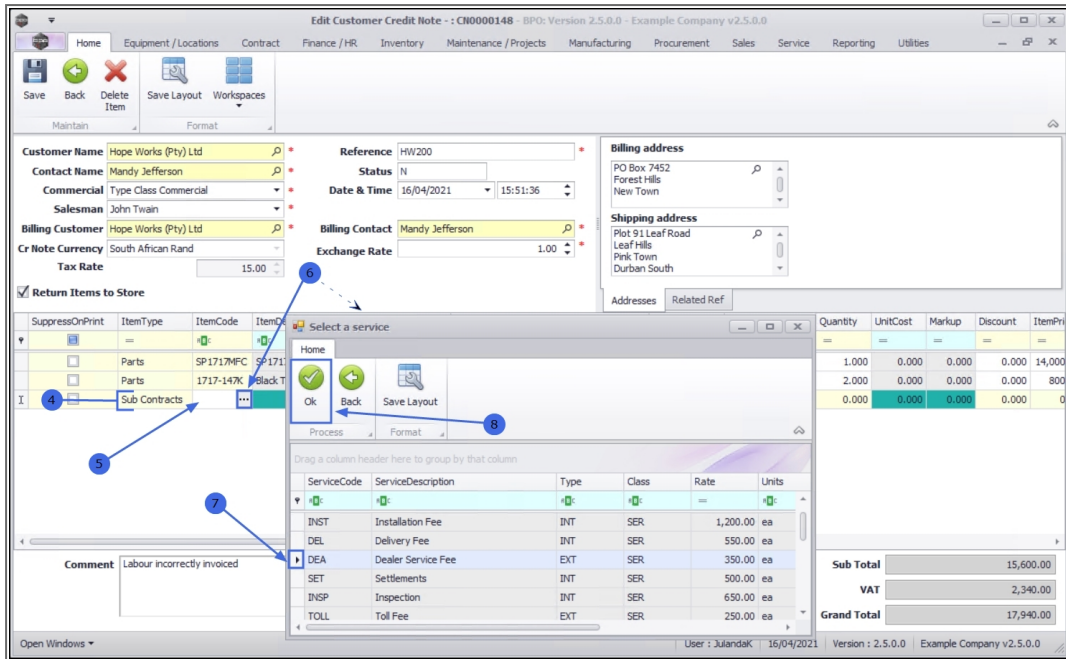 Edit Customer Credit Note - : CN0000148 - BPO: Version 2.5.0.0 - Example Company v2.5.0.0
Home Equipment / Locations Contract Finance / HR Inventory Maintenance / Projects Manufacturing Procurement Sales Service Reporting Utilities
Save Back Delete Item Save Layout Workspaces
Maintain Format
Customer Name Hope Works (Pty) Ltd *
Contact Name Mandy Jefferson *
Commercial Type Class Commercial *
Salesman John Twain *
Billing Customer Hope Works (Pty) Ltd *
Cr Note Currency South African Rand
Tax Rate 15.00
Return Items to Store
Reference HW200 *
Status N
Date & Time 16/04/2021 15:51:36
Billing Contact Mandy Jefferson *
Exchange Rate 1.00 *
Billing address
PO Box 7452
Forest Hills
New Town
Shipping address
Plot 91 Leaf Road
Leaf Hills
Pink Town
Durban South
Addresses Related Ref
SuppressOnPrint ItemType ItemCode ItemDe Quantity UnitCost Markup Discount ItemPri
Parts SP1717MFC SP171 1.000 0.000 0.000 0.000 14,000
Parts 1717-147K Black T 2.000 0.000 0.000 0.000 800
Sub Contracts ... 0.000 0.000 0.000 0.000 0
4
5
6
7
8
Select a service
Home
Ok Back Save Layout
Process Format
Drag a column header here to group by that column
ServiceCode ServiceDescription Type Class Rate Units
INST Installation Fee INT SER 1,200.00 ea
DEL Delivery Fee INT SER 550.00 ea
DEA Dealer Service Fee EXT SER 350.00 ea
SET Settlements INT SER 500.00 ea
INSP Inspection INT SER 650.00 ea
TOLL Toll Fee EXT SER 250.00 ea
Comment Labour incorrectly invoiced
Sub Total 15,600.00
VAT 2,340.00
Grand Total 17,940.00
Open Windows User : JulandaK 16/04/2021 Version : 2.5.0.0 Example Company v2.5.0.0